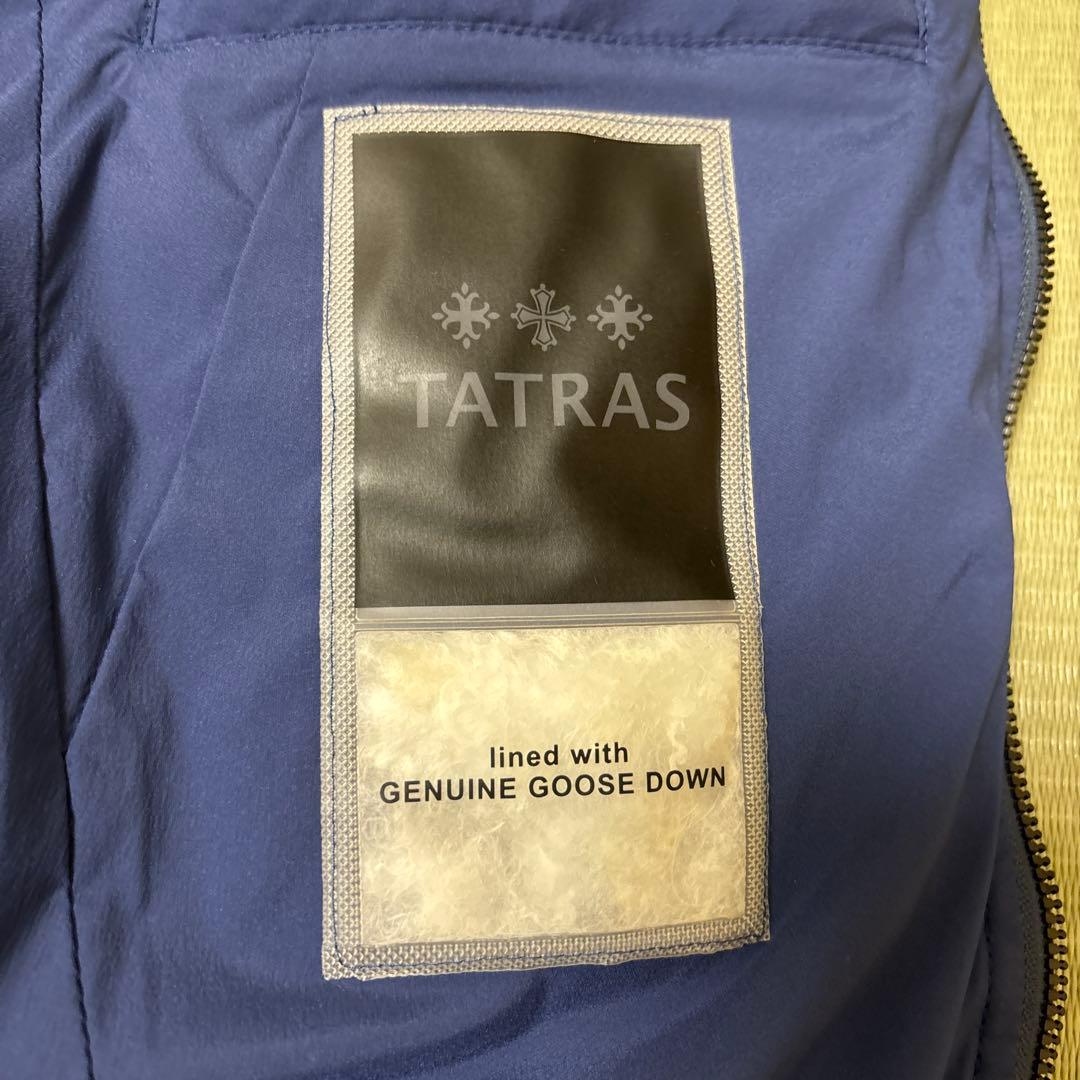 TATRAS
lined with
GENUINE GOOSE DOWN